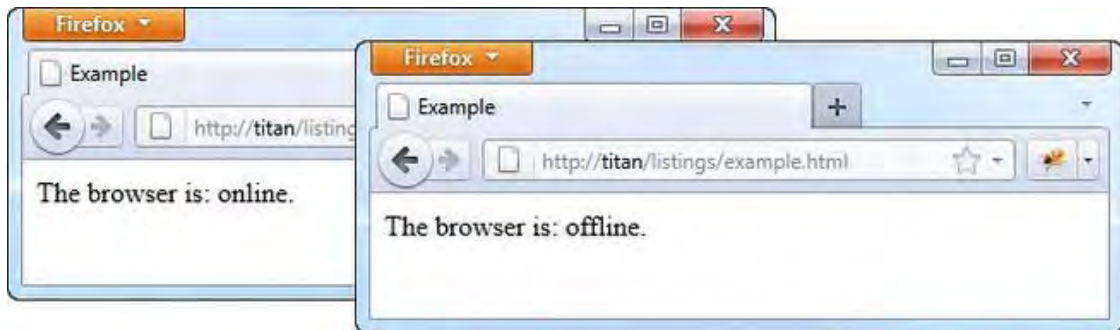 Firefox
Example
http://titan/listing
The browser is: online.
Firefox
Example
http://titan/listings/example.html
The browser is: offline.